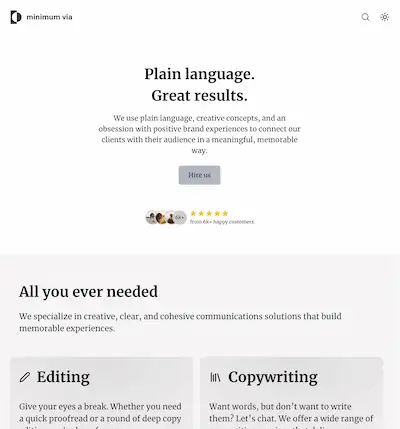 minimum via
Plain language.
Great results.
We use plain language, creative concepts, and an
obsession with positive brand experiences to connect our
clients with their audience in a meaningful, memorable
way.
Hire us
6k+
from 6k+ happy customers
All you ever needed
We specialize in creative, clear, and cohesive communications solutions that build
memorable experiences.
Editing
Copywriting
Give your eyes a break. Whether you need
a quick proofread or a round of deep copy
Want words, but don't want to write
them? Let's chat. We offer a wide range of